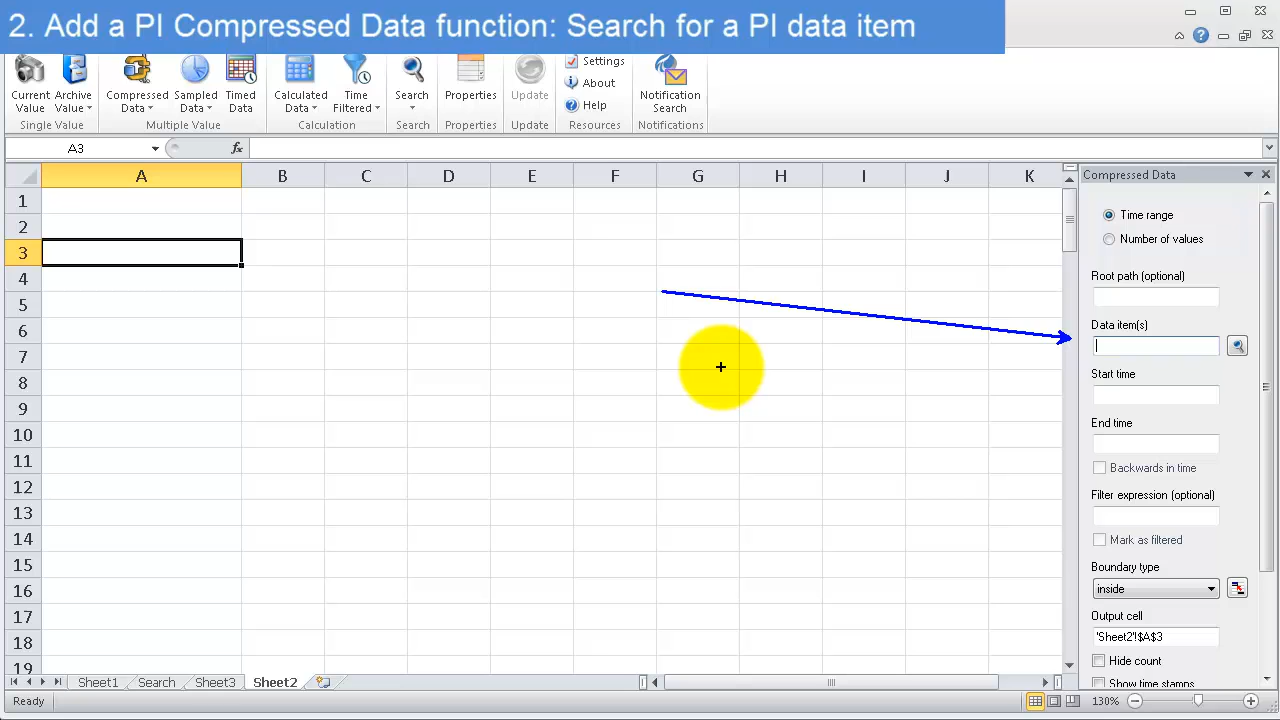 2. Add a PI Compressed Data function: Search for a PI data item
Current Value
Archive Value
Compressed Data
Sampled Data
Timed Data
Calculated Data
Time Filtered
Search
Properties
Update
Settings
About
Help
Notification Search
Single Value
Multiple Value
Calculation
Search
Properties
Update
Resources
Notifications
A3
fx
A B C D E F G H I J K
1
2
3
4
5
6
7
8
9
10
11
12
13
14
15
16
17
18
19
Compressed Data
Time range
Number of values
Root path (optional)
Data item(s)
Start time
End time
Backwards in time
Filter expression (optional)
Mark as filtered
Boundary type
inside
Output cell
'Sheet2'!$A$3
Hide count
Show time stamps
Sheet1 Search Sheet3 Sheet2
Ready
130%